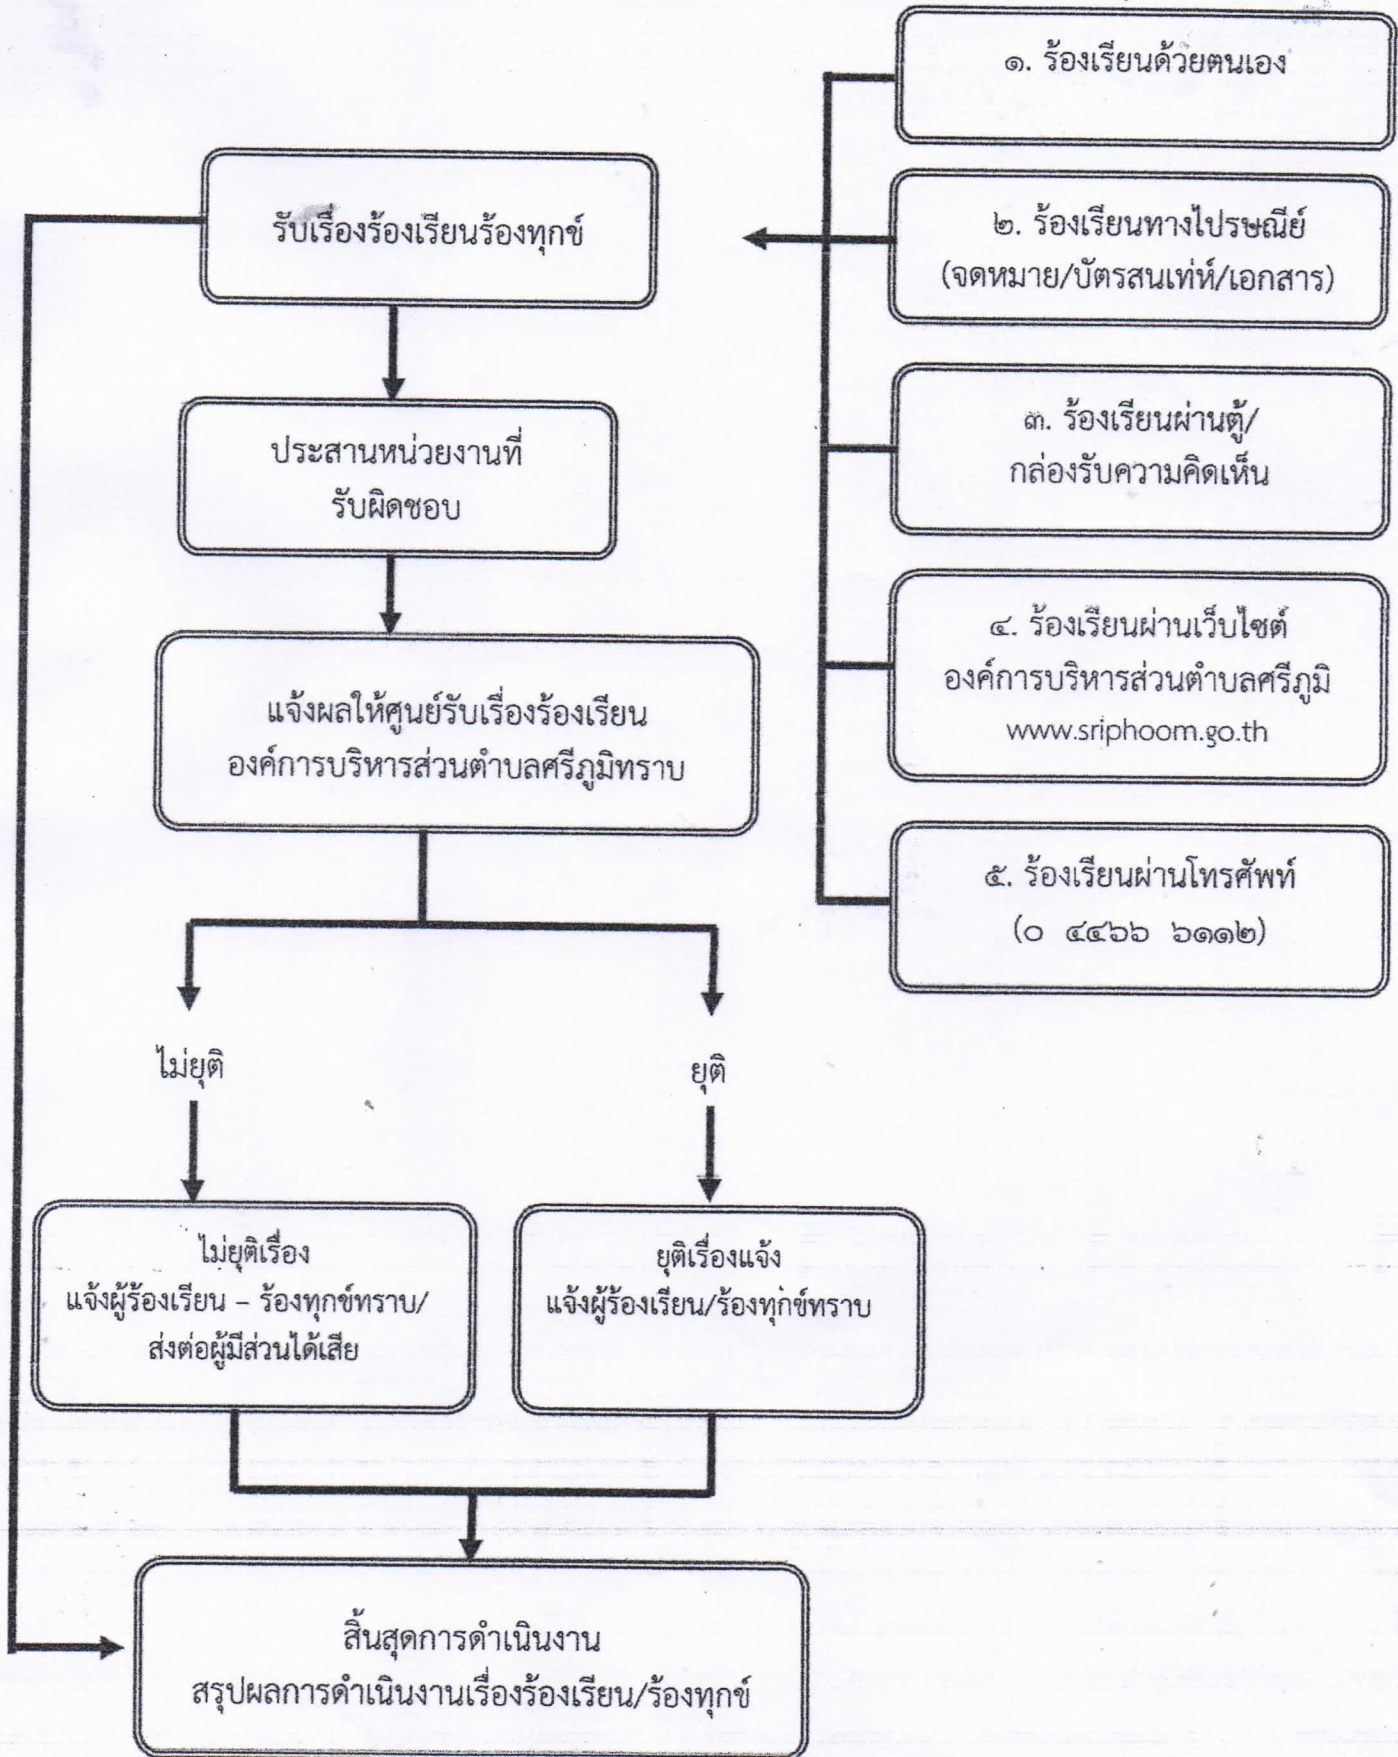 ๑. ร้องเรียนด้วยตนเอง
๒. ร้องเรียนทางไปรษณีย์
(จดหมาย/บัตรสนเท่ห์/เอกสาร)
๓. ร้องเรียนผ่านตู้/
กล่องรับความคิดเห็น
๔. ร้องเรียนผ่านเว็บไซต์
องค์การบริหารส่วนตำบลศรีภูมิ
www.sriphoom.go.th
๕. ร้องเรียนผ่านโทรศัพท์
(๐ ๔๔๖๖ ๖๑๑๒)
รับเรื่องร้องเรียนร้องทุกข์
ประสานหน่วยงานที่
รับผิดชอบ
แจ้งผลให้ศูนย์รับเรื่องร้องเรียน
องค์การบริหารส่วนตำบลศรีภูมิทราบ
ไม่ยุติ
ยุติ
ไม่ยุติเรื่อง
แจ้งผู้ร้องเรียน – ร้องทุกข์ทราบ/
ส่งต่อผู้มีส่วนได้เสีย
ยุติเรื่องแจ้ง
แจ้งผู้ร้องเรียน/ร้องทุกข์ทราบ
สิ้นสุดการดำเนินงาน
สรุปผลการดำเนินงานเรื่องร้องเรียน/ร้องทุกข์